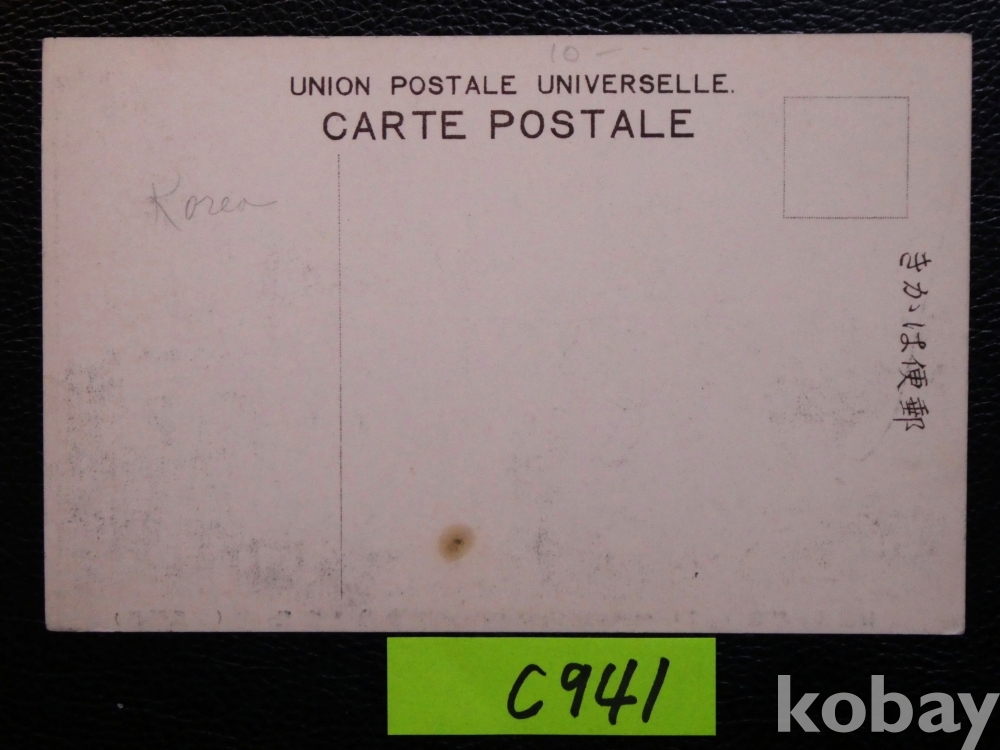 10-
UNION POSTALE UNIVERSELLE.
CARTE POSTALE
Korea
きかは便郵
C941
kobay